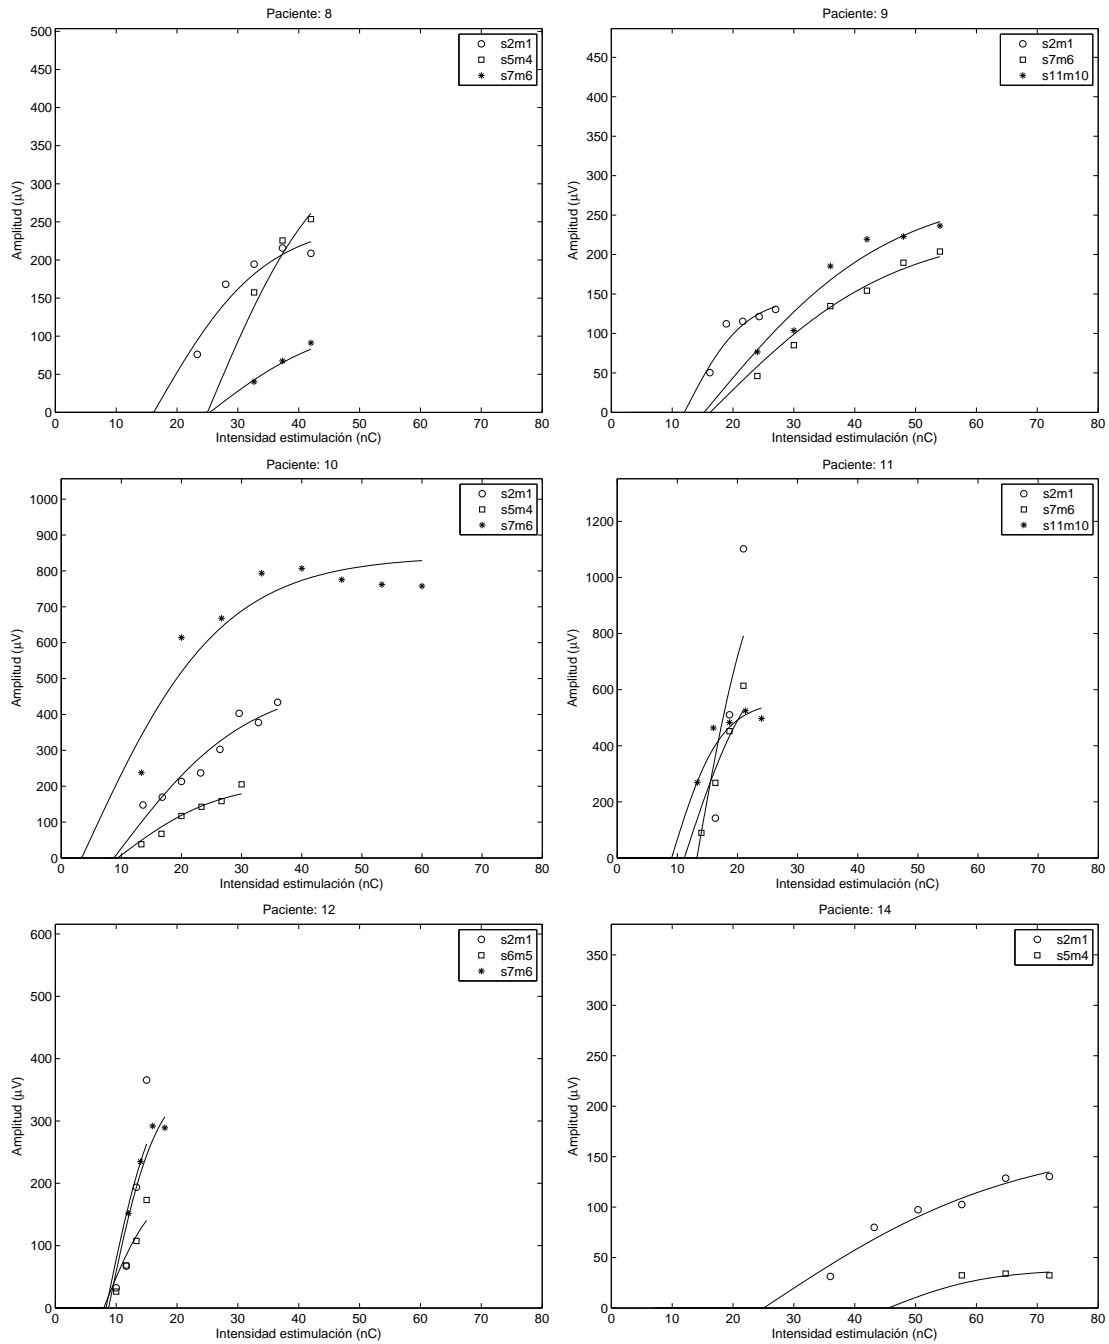 Paciente: 8
500
450
400
350
300
250
200
150
100
50
0
Amplitud (µV)
s2m1
s5m4
s7m6
0 10 20 30 40 50 60 70 80
Intensidad estimulación (nC)
Paciente: 9
450
400
350
300
250
200
150
100
50
0
Amplitud (µV)
s2m1
s7m6
s11m10
0 10 20 30 40 50 60 70 80
Intensidad estimulación (nC)
Paciente: 10
1000
900
800
700
600
500
400
300
200
100
0
Amplitud (µV)
s2m1
s5m4
s7m6
0 10 20 30 40 50 60 70 80
Intensidad estimulación (nC)
Paciente: 11
1200
1000
800
600
400
200
0
Amplitud (µV)
s2m1
s7m6
s11m10
0 10 20 30 40 50 60 70 80
Intensidad estimulación (nC)
Paciente: 12
600
500
400
300
200
100
0
Amplitud (µV)
s2m1
s6m5
s7m6
0 10 20 30 40 50 60 70 80
Intensidad estimulación (nC)
Paciente: 14
350
300
250
200
150
100
50
0
Amplitud (µV)
s2m1
s5m4
0 10 20 30 40 50 60 70 80
Intensidad estimulación (nC)